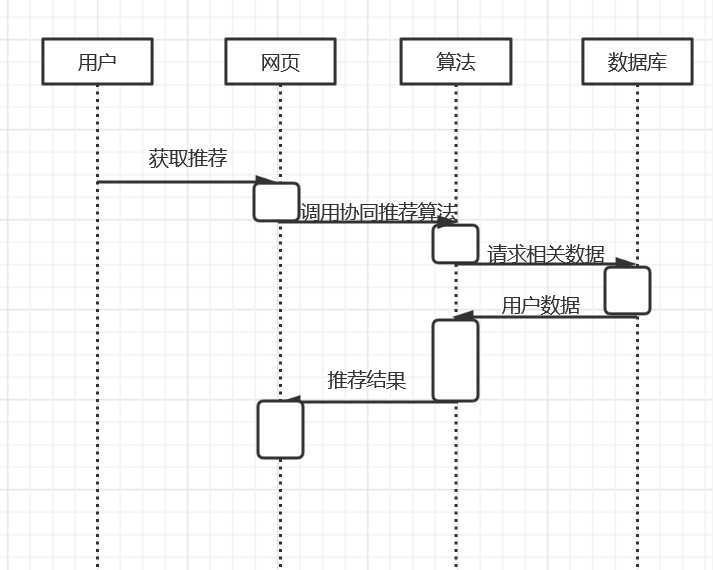 用户
网页
算法
数据库
获取推荐
调用协同推荐算法
请求相关数据
用户数据
推荐结果